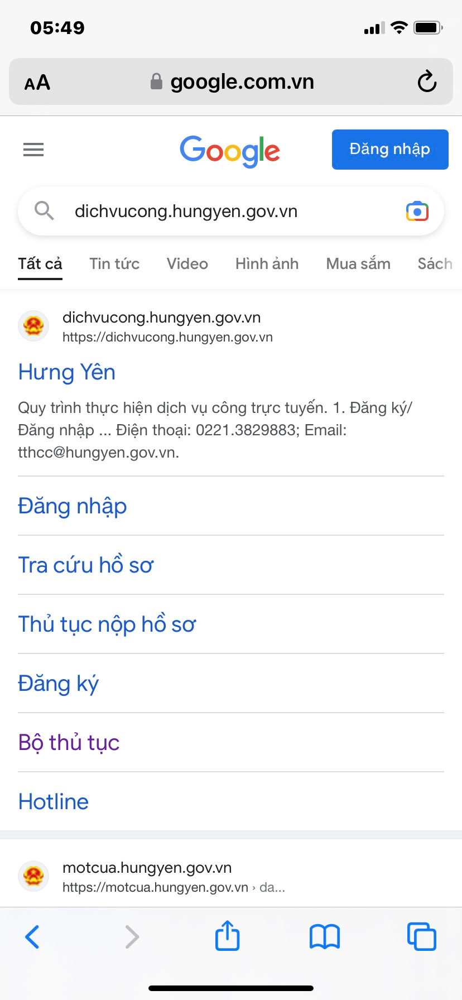 05:49
AA google.com.vn
Google
Đăng nhập
dichvucong.hungyen.gov.vn
Tất cả Tin tức Video Hình ảnh Mua sắm Sách
dichvucong.hungyen.gov.vn
https://dichvucong.hungyen.gov.vn
Hưng Yên
Quy trình thực hiện dịch vụ công trực tuyến. 1. Đăng ký/
Đăng nhập ... Điện thoại: 0221.3829883; Email:
tthcc@hungyen.gov.vn.
Đăng nhập
Tra cứu hồ sơ
Thủ tục nộp hồ sơ
Đăng ký
Bộ thủ tục
Hotline
motcua.hungyen.gov.vn
https://motcua.hungyen.gov.vn › da...